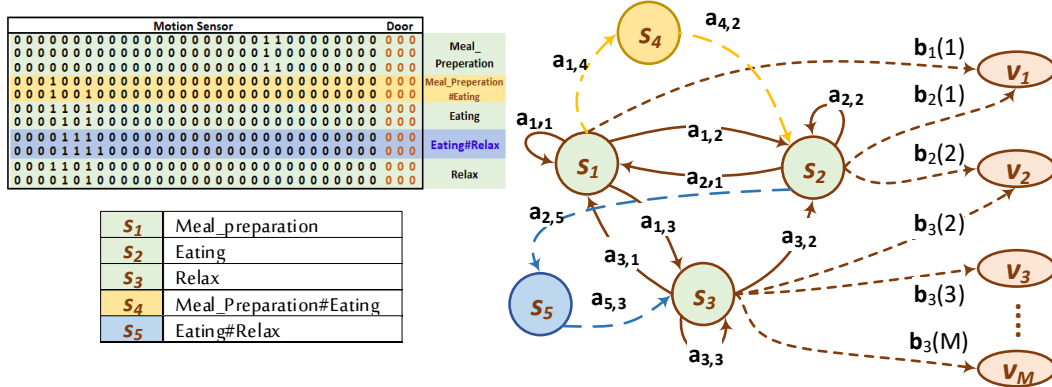 Motion Sensor Door
0 0 0 0 0 0 0 0 0 0 0 0 0 0 0 0 0 0 0 0 0 1 1 0 0 0 0 0 0 0 0 0 0 0
0 0 0 0 0 0 0 0 0 0 0 0 0 0 0 0 0 0 0 0 0 1 0 0 0 0 0 0 0 0 0 0 0 0
0 0 0 0 0 0 0 0 0 0 0 0 0 0 0 0 0 0 0 0 0 1 1 0 0 0 0 0 0 0 0 0 0 0
Meal_
Preperation
0 0 0 1 0 0 0 0 0 0 0 0 0 0 0 0 0 0 0 0 0 0 0 0 0 0 0 0 0 0 0 0 0 0
0 0 0 1 0 0 1 0 0 0 0 0 0 0 0 0 0 0 0 0 0 0 0 0 0 0 0 0 0 0 0 0 0 0
Meal_Preperation
#Eating
0 0 0 1 1 0 1 0 0 0 0 0 0 0 0 0 0 0 0 0 0 0 0 0 0 0 0 0 0 0 0 0 0 0
0 0 0 0 1 0 1 0 0 0 0 0 0 0 0 0 0 0 0 0 0 0 0 0 0 0 0 0 0 0 0 0 0 0
Eating
0 0 0 0 1 1 1 0 0 0 0 0 0 0 0 0 0 0 0 0 0 0 0 0 0 0 0 0 0 0 0 0 0 0
0 0 0 0 1 1 1 1 0 0 0 0 0 0 0 0 0 0 0 0 0 0 0 0 0 0 0 0 0 0 0 0 0 0
Eating#Relax
0 0 0 1 1 0 1 0 0 0 0 0 0 0 0 0 0 0 0 0 0 0 0 0 0 0 0 0 0 0 0 0 0 0
0 0 0 0 1 0 1 0 0 0 0 0 0 0 0 0 0 0 0 0 0 0 0 0 0 0 0 0 0 0 0 0 0 0
Relax
S1 Meal_preparation
S2 Eating
S3 Relax
S4 Meal_Preparation#Eating
S5 Eating#Relax
S4
a4,2
a1,4
b1(1)
v1
b2(1)
a2,2
a1,1
a1,2
S1
S2
b2(2)
v2
a2,1
a2,5
a1,3
b3(2)
a3,2
a3,1
v3
S5
a5,3
S3
b3(3)
a3,3
b3(M)
vM